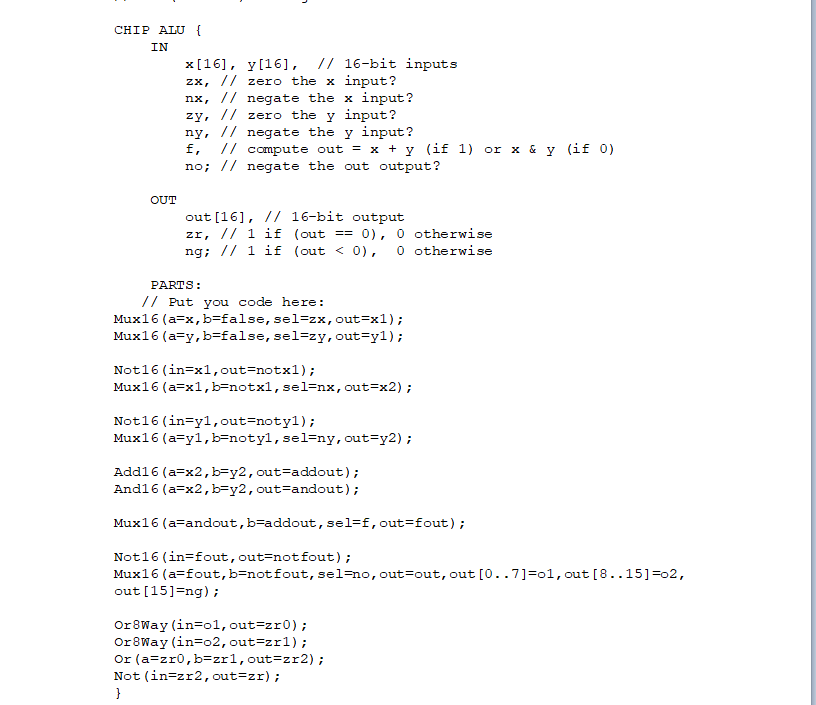 CHIP ALU {
IN
x[16], y[16], // 16-bit inputs
zx, // zero the x input?
nx, // negate the x input?
zy, // zero the y input?
ny, // negate the y input?
f, // compute out = x + y (if 1) or x & y (if 0)
no; // negate the out output?
OUT
out[16], // 16-bit output
zr, // 1 if (out == 0), 0 otherwise
ng; // 1 if (out < 0), 0 otherwise
PARTS:
// Put you code here:
Mux16(a=x,b=false,sel=zx,out=x1);
Mux16(a=y,b=false,sel=zy,out=y1);
Not16(in=x1,out=notx1);
Mux16(a=x1,b=notx1,sel=nx,out=x2);
Not16(in=y1,out=noty1);
Mux16(a=y1,b=noty1,sel=ny,out=y2);
Add16(a=x2,b=y2,out=addout);
And16(a=x2,b=y2,out=andout);
Mux16(a=andout,b=addout,sel=f,out=fout);
Not16(in=fout,out=notfout);
Mux16(a=fout,b=notfout,sel=no,out=out,out[0..7]=o1,out[8..15]=o2,
out[15]=ng);
Or8Way(in=o1,out=zr0);
Or8Way(in=o2,out=zr1);
Or(a=zr0,b=zr1,out=zr2);
Not(in=zr2,out=zr);
}